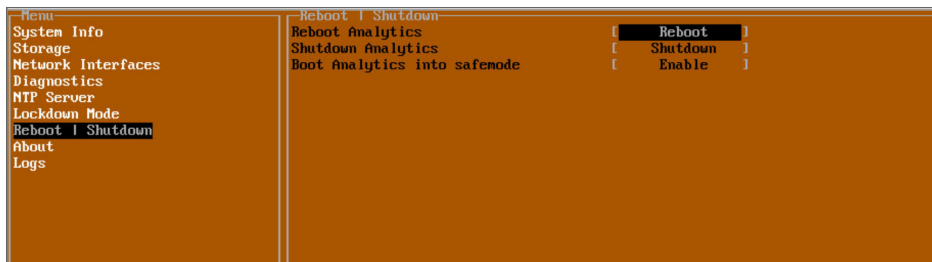 Menu
System Info
Storage
Network Interfaces
Diagnostics
NTP Server
Lockdown Mode
Reboot | Shutdown
About
Logs
Reboot | Shutdown
Reboot Analytics [ Reboot ]
Shutdown Analytics [ Shutdown ]
Boot Analytics into safemode [ Enable ]